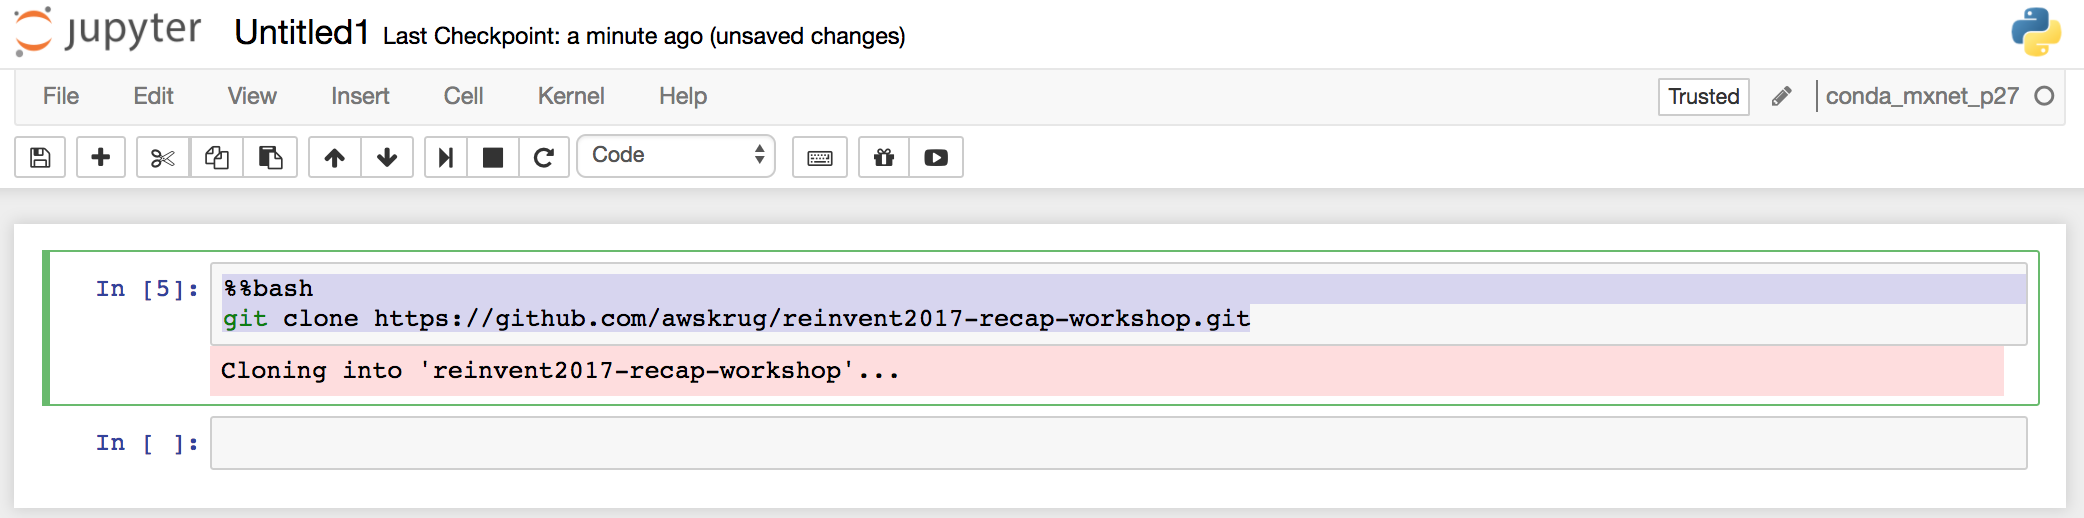 jupyter Untitled1 Last Checkpoint: a minute ago (unsaved changes)
File Edit View Insert Cell Kernel Help Trusted conda_mxnet_p27
Code
In [5]: %%bash
git clone https://github.com/awskrug/reinvent2017-recap-workshop.git
Cloning into 'reinvent2017-recap-workshop'...
In [ ]: